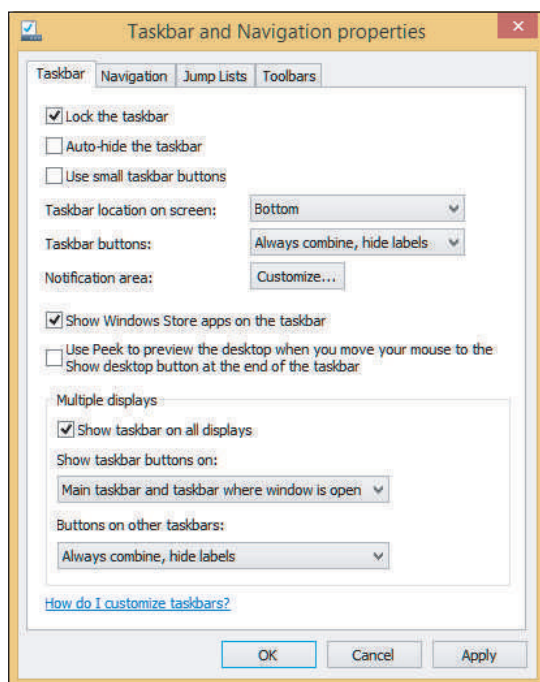 Taskbar and Navigation properties
Taskbar Navigation Jump Lists Toolbars
Lock the taskbar
Auto-hide the taskbar
Use small taskbar buttons
Taskbar location on screen: Bottom
Taskbar buttons: Always combine, hide labels
Notification area: Customize...
Show Windows Store apps on the taskbar
Use Peek to preview the desktop when you move your mouse to the
Show desktop button at the end of the taskbar
Multiple displays
Show taskbar on all displays
Show taskbar buttons on:
Main taskbar and taskbar where window is open
Buttons on other taskbars:
Always combine, hide labels
How do I customize taskbars?
OK Cancel Apply